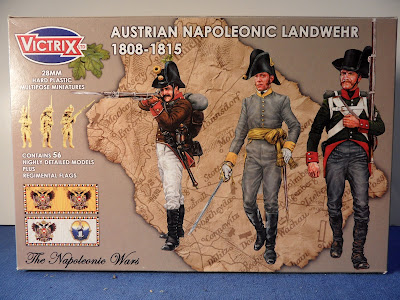 VICTRIX
AUSTRIAN NAPOLEONIC LANDWEHR
1808-1815
28MM
HARD PLASTIC
MULTIPOSE MINIATURES
CONTAINS 56
HIGHLY DETAILED MODELS
PLUS
REGIMENTAL FLAGS
The Napoleonic Wars